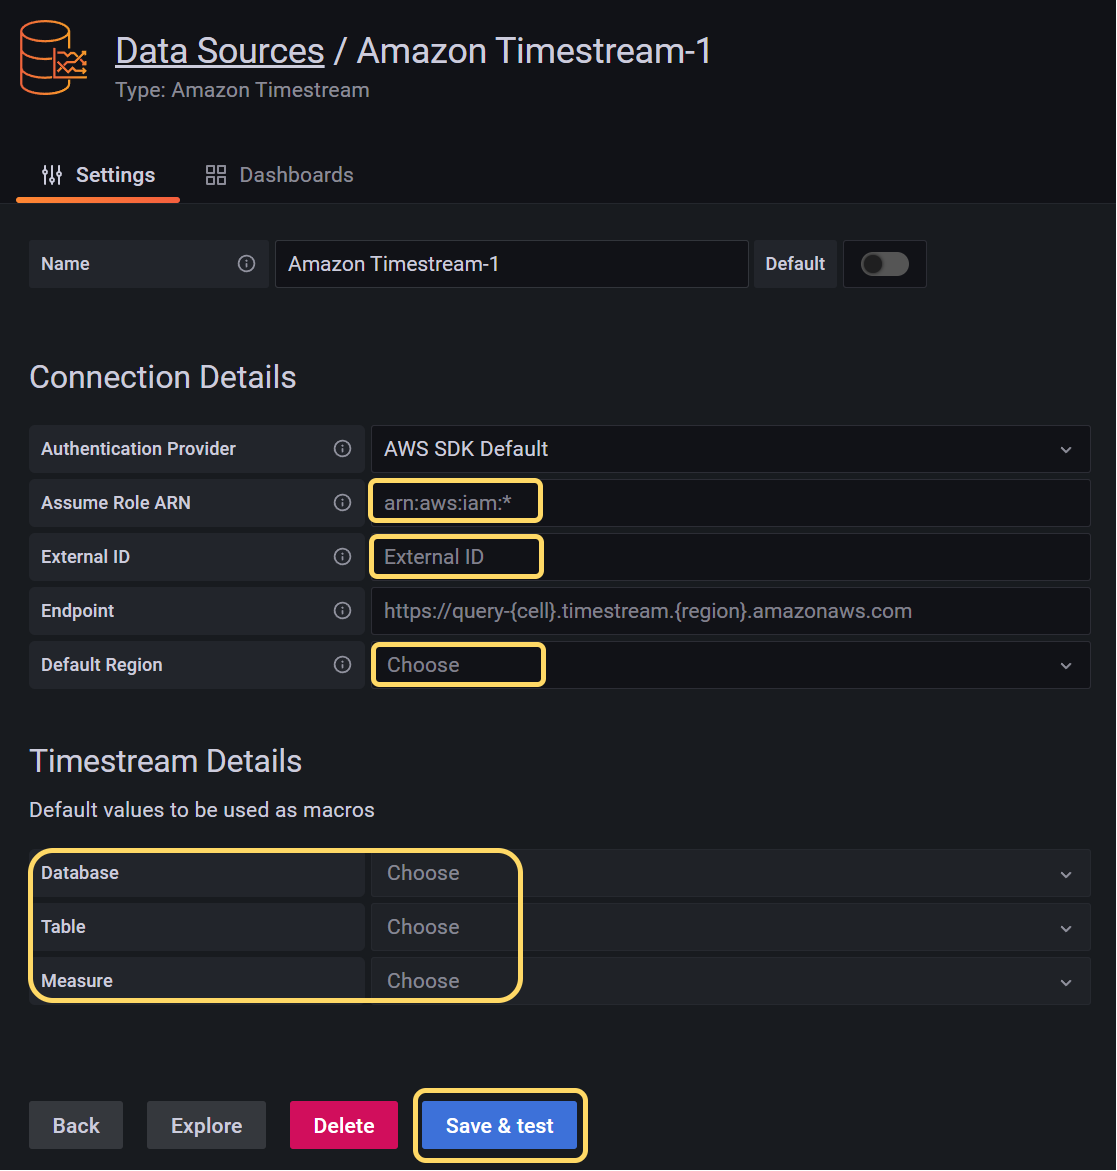 Data Sources / Amazon Timestream-1
Type: Amazon Timestream
Settings Dashboards
Name Amazon Timestream-1 Default
Connection Details
Authentication Provider AWS SDK Default
Assume Role ARN arn:aws:iam:*
External ID External ID
Endpoint https://query-{cell}.timestream.{region}.amazonaws.com
Default Region Choose
Timestream Details
Default values to be used as macros
Database Choose
Table Choose
Measure Choose
Back Explore Delete Save & test